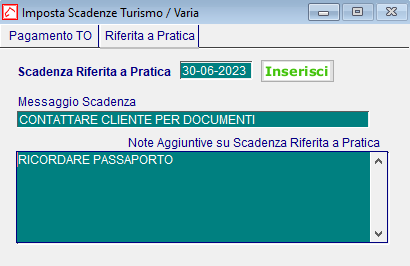 Imposta Scadenze Turismo / Varia
Pagamento TO
Riferita a Pratica
Scadenza Riferita a Pratica 30-06-2023 Inserisci
Messaggio Scadenza
CONTATTARE CLIENTE PER DOCUMENTI
Note Aggiuntive su Scadenza Riferita a Pratica
RICORDARE PASSAPORTO